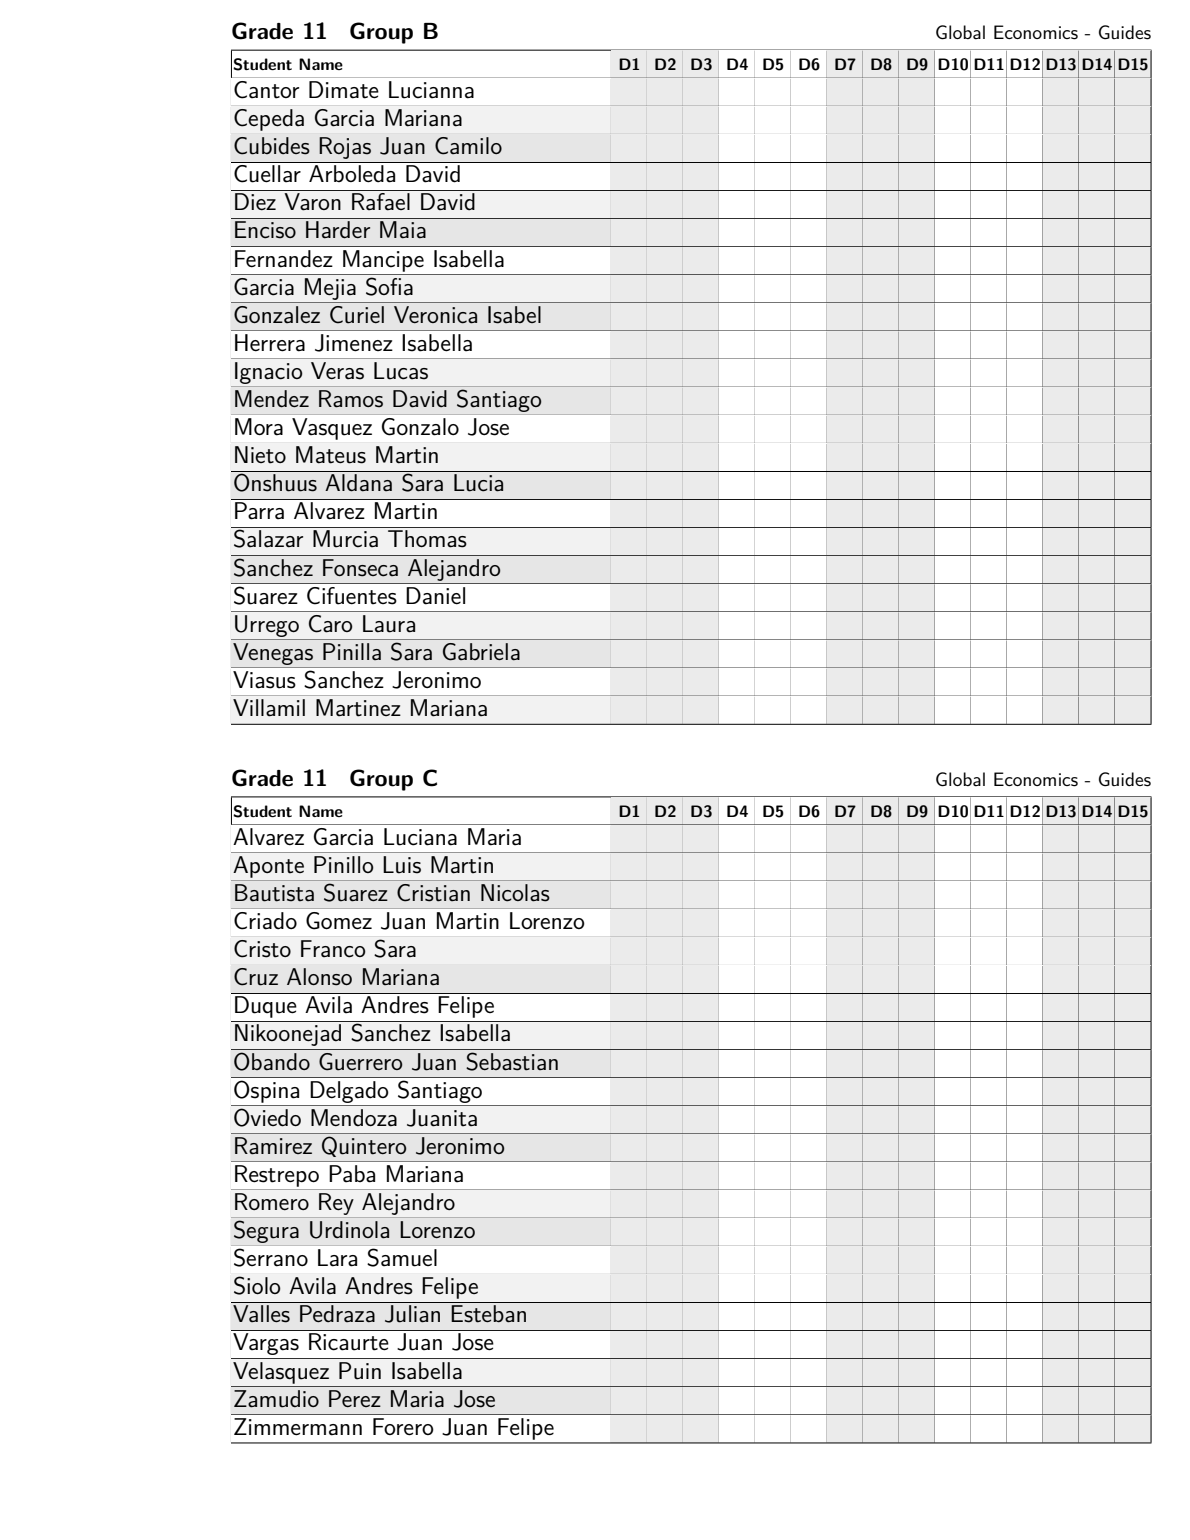 Grade 11 Group B Global Economics - Guides
Student Name D1 D2 D3 D4 D5 D6 D7 D8 D9 D10 D11 D12 D13 D14 D15
Cantor Dimate Lucianna
Cepeda Garcia Mariana
Cubides Rojas Juan Camilo
Cuellar Arboleda David
Diez Varon Rafael David
Enciso Harder Maia
Fernandez Mancipe Isabella
Garcia Mejia Sofia
Gonzalez Curiel Veronica Isabel
Herrera Jimenez Isabella
Ignacio Veras Lucas
Mendez Ramos David Santiago
Mora Vasquez Gonzalo Jose
Nieto Mateus Martin
Onshuus Aldana Sara Lucia
Parra Alvarez Martin
Salazar Murcia Thomas
Sanchez Fonseca Alejandro
Suarez Cifuentes Daniel
Urrego Caro Laura
Venegas Pinilla Sara Gabriela
Viasus Sanchez Jeronimo
Villamil Martinez Mariana
Grade 11 Group C Global Economics - Guides
Student Name D1 D2 D3 D4 D5 D6 D7 D8 D9 D10 D11 D12 D13 D14 D15
Alvarez Garcia Luciana Maria
Aponte Pinillo Luis Martin
Bautista Suarez Cristian Nicolas
Criado Gomez Juan Martin Lorenzo
Cristo Franco Sara
Cruz Alonso Mariana
Duque Avila Andres Felipe
Nikoonejad Sanchez Isabella
Obando Guerrero Juan Sebastian
Ospina Delgado Santiago
Oviedo Mendoza Juanita
Ramirez Quintero Jeronimo
Restrepo Paba Mariana
Romero Rey Alejandro
Segura Urdinola Lorenzo
Serrano Lara Samuel
Siolo Avila Andres Felipe
Valles Pedraza Julian Esteban
Vargas Ricaurte Juan Jose
Velasquez Puin Isabella
Zamudio Perez Maria Jose
Zimmermann Forero Juan Felipe